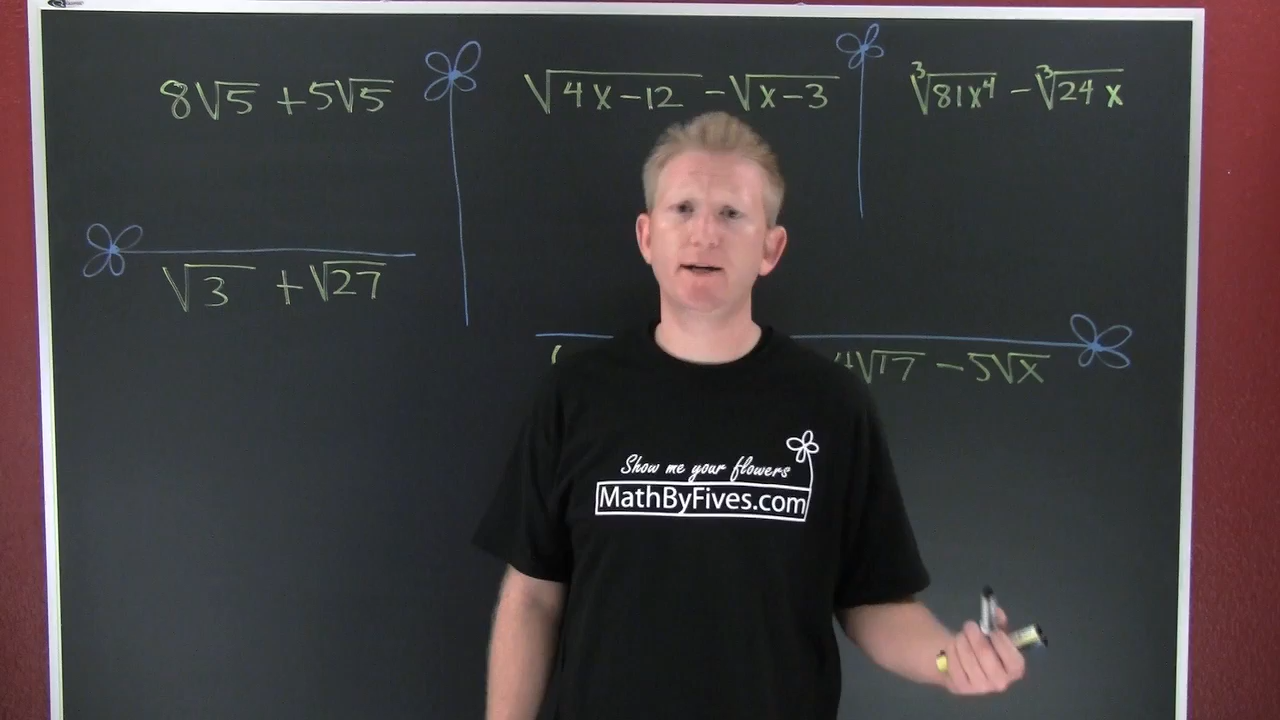 8√5 + 5√5
√(4x-12) - √(x-3)
∛(81x⁴) - ∛(24x)
√3 + √27
4√17 - 5√x
Show me your flowers
MathByFives.com